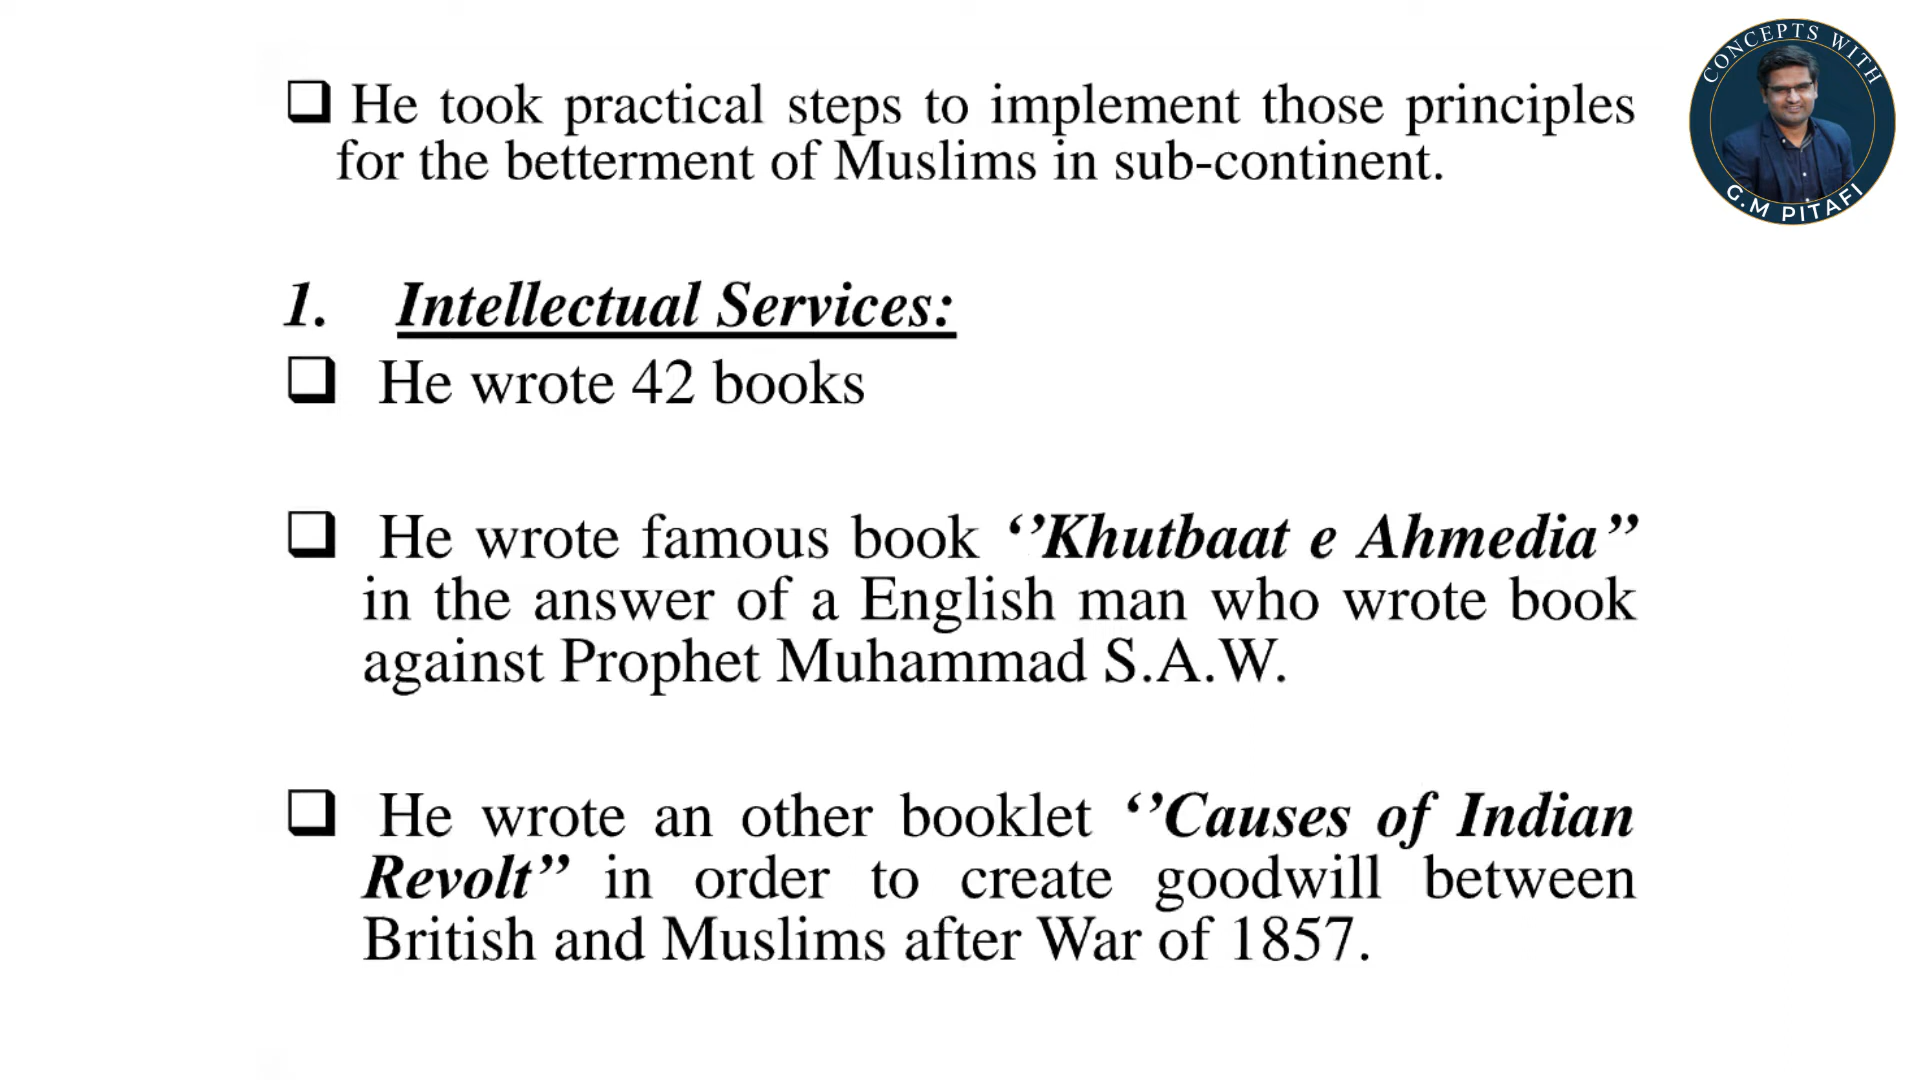 CONCEPTS WITH
G.M PITAFI
❑ He took practical steps to implement those principles
for the betterment of Muslims in sub-continent.
1. Intellectual Services:
❑ He wrote 42 books
❑ He wrote famous book ‘’Khutbaat e Ahmedia’’
in the answer of a English man who wrote book
against Prophet Muhammad S.A.W.
❑ He wrote an other booklet ‘’Causes of Indian
Revolt’’ in order to create goodwill between
British and Muslims after War of 1857.